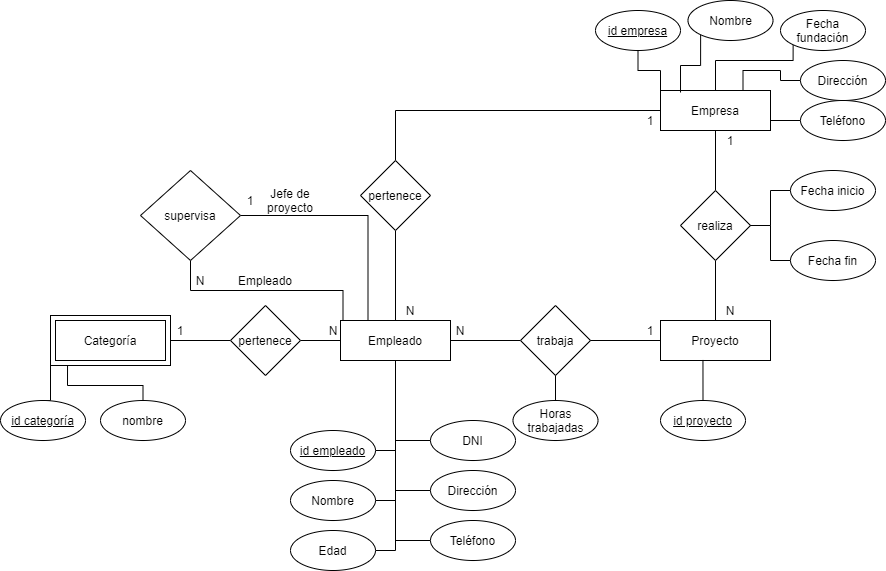 id empresa
Nombre
Fecha
fundación
Dirección
Empresa
Teléfono
1
1
pertenece
Fecha inicio
realiza
Fecha fin
supervisa
1
Jefe de
proyecto
N
Empleado
N
N
Categoría
1
pertenece
N
Empleado
N
trabaja
1
Proyecto
id categoría
nombre
Horas
trabajadas
id proyecto
id empleado
DNI
Nombre
Dirección
Edad
Teléfono